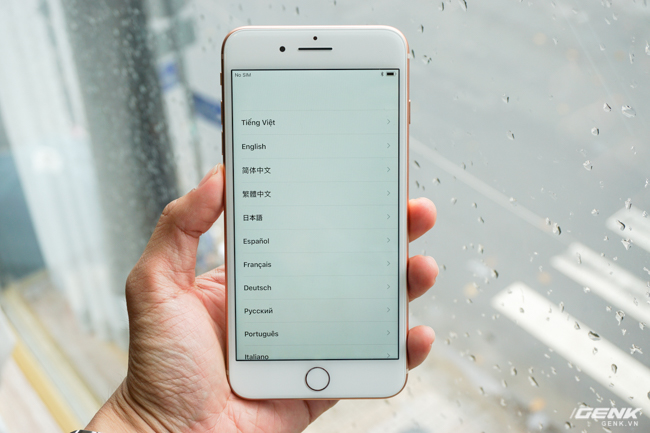 No SIM
Tiếng Việt
English
简体中文
繁體中文
日本語
Español
Français
Deutsch
Русский
Português
Italiano
GENK
GENK.VN